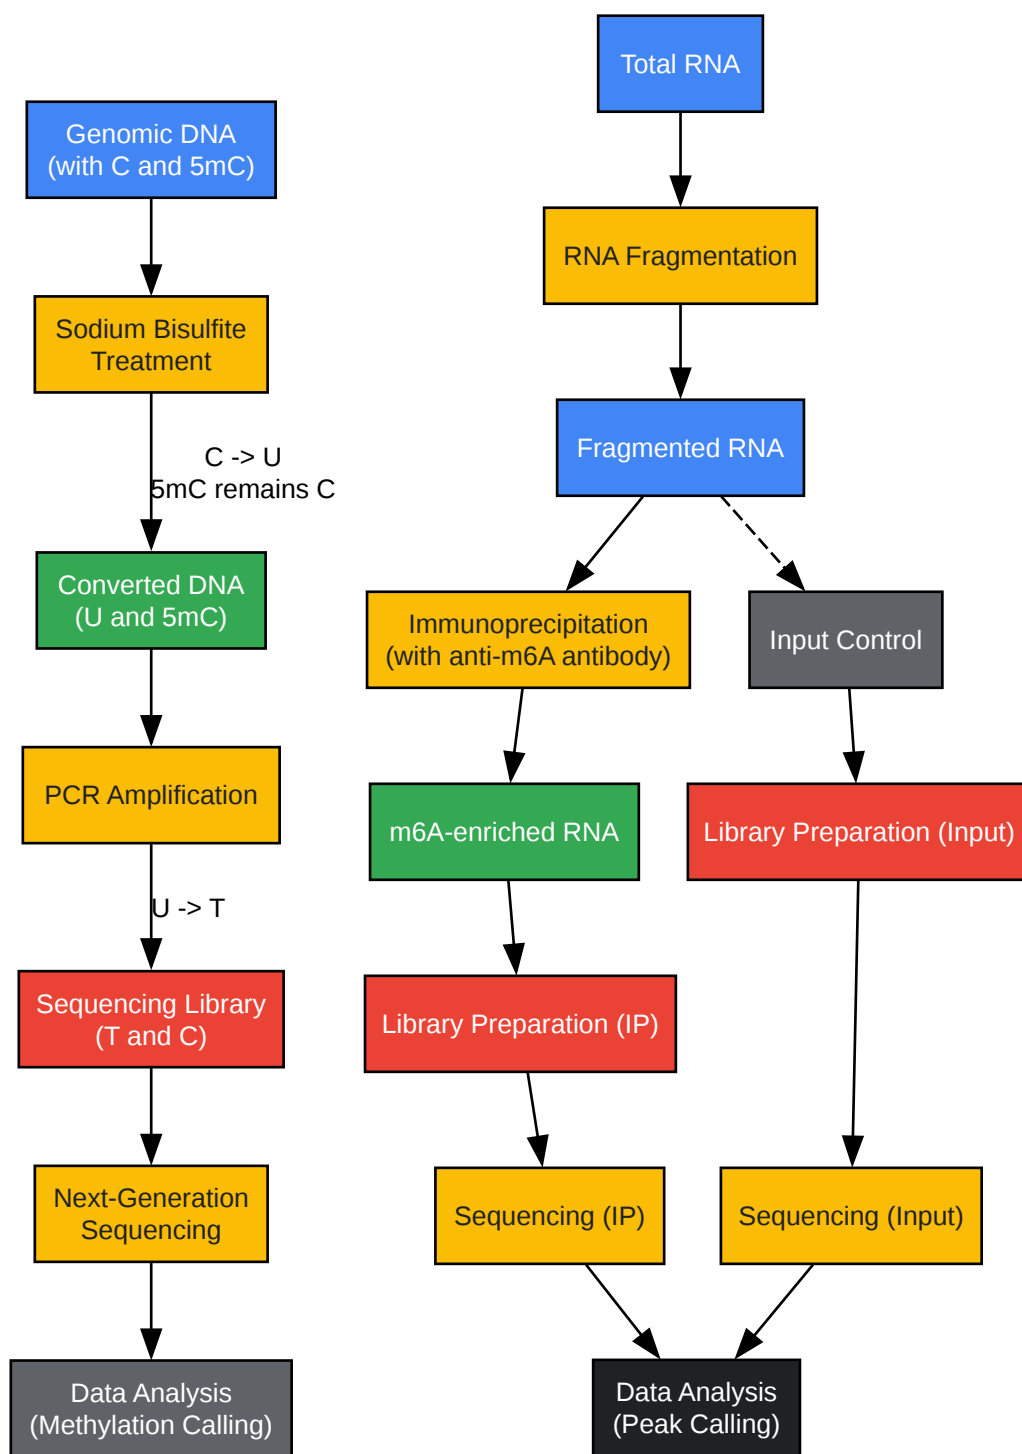 Genomic DNA
(with C and 5mC)
Sodium Bisulfite
Treatment
C -> U
5mC remains C
Converted DNA
(U and 5mC)
PCR Amplification
U -> T
Sequencing Library
(T and C)
Next-Generation
Sequencing
Data Analysis
(Methylation Calling)
Total RNA
RNA Fragmentation
Fragmented RNA
Immunoprecipitation
(with anti-m6A antibody)
Input Control
m6A-enriched RNA
Library Preparation (Input)
Library Preparation (IP)
Sequencing (IP)
Sequencing (Input)
Data Analysis
(Peak Calling)